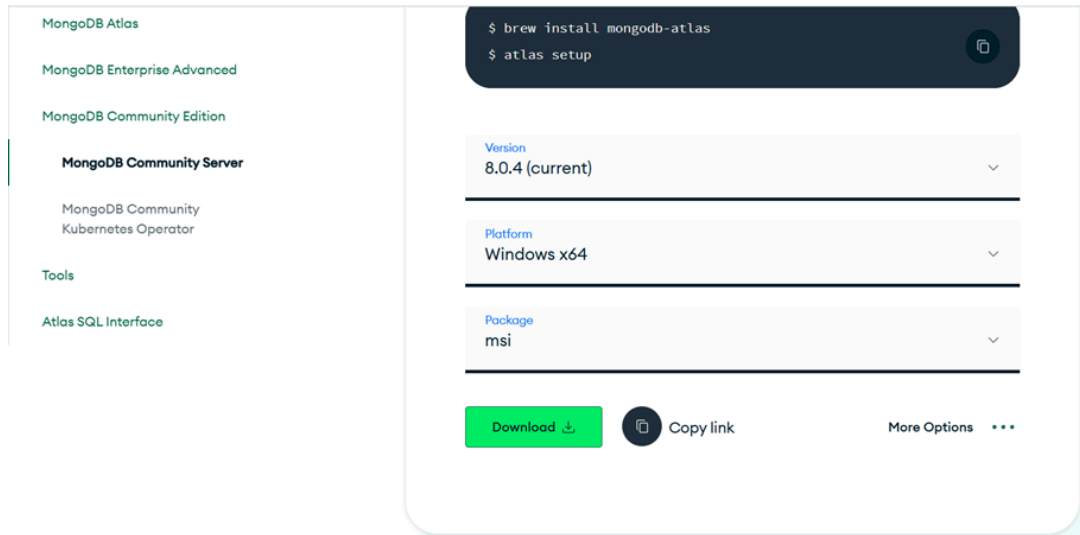 MongoDB Atlas
MongoDB Enterprise Advanced
MongoDB Community Edition
MongoDB Community Server
MongoDB Community
Kubernetes Operator
Tools
Atlas SQL Interface
$ brew install mongodb-atlas
$ atlas setup
Version
8.0.4 (current)
Platform
Windows x64
Package
msi
Download
Copy link
More Options